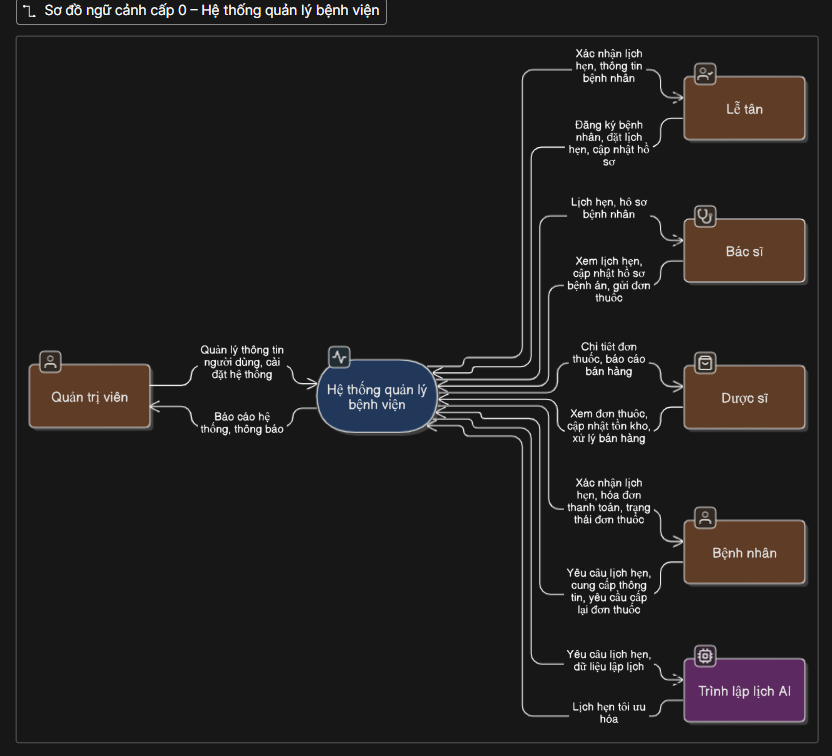 Sơ đồ ngữ cảnh cấp 0 – Hệ thống quản lý bệnh viện
Xác nhận lịch
hẹn, thông tin
bệnh nhân
Lễ tân
Đăng ký bệnh
nhân, đặt lịch
hẹn, cập nhật hồ
sơ
Lịch hẹn, hồ sơ
bệnh nhân
Bác sĩ
Xem lịch hẹn,
cập nhật hồ sơ
bệnh án, gửi đơn
thuốc
Quản trị viên
Quản lý thông tin
người dùng, cài
đặt hệ thống
Báo cáo hệ
thống, thông báo
Hệ thống quản lý
bệnh viện
Chi tiết đơn
thuốc, báo cáo
bán hàng
Dược sĩ
Xem đơn thuốc,
cập nhật tồn kho,
xử lý bán hàng
Xác nhận lịch
hẹn, hóa đơn
thanh toán, trạng
thái đơn thuốc
Bệnh nhân
Yêu cầu lịch hẹn,
cung cấp thông
tin, yêu cầu cấp
lại đơn thuốc
Yêu cầu lịch hẹn,
dữ liệu lập lịch
Trình lập lịch AI
Lịch hẹn tối ưu
hóa